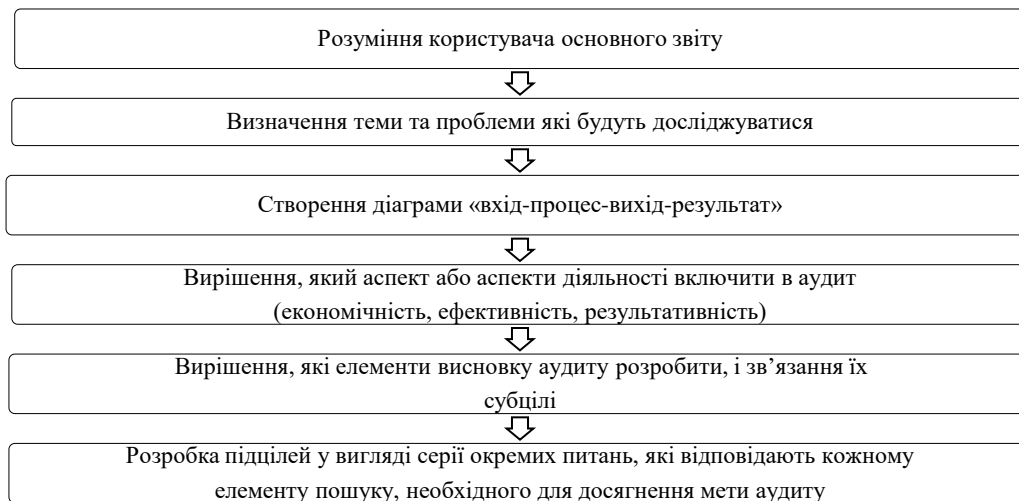 Розуміння користувача основного звіту
Визначення теми та проблеми які будуть досліджуватися
Створення діаграми «вхід-процес-вихід-результат»
Вирішення, який аспект або аспекти діяльності включити в аудит
(економічність, ефективність, результативність)
Вирішення, які елементи висновку аудиту розробити, і зв’язання їх
субцілі
Розробка підцілей у вигляді серії окремих питань, які відповідають кожному
елементу пошуку, необхідного для досягнення мети аудиту